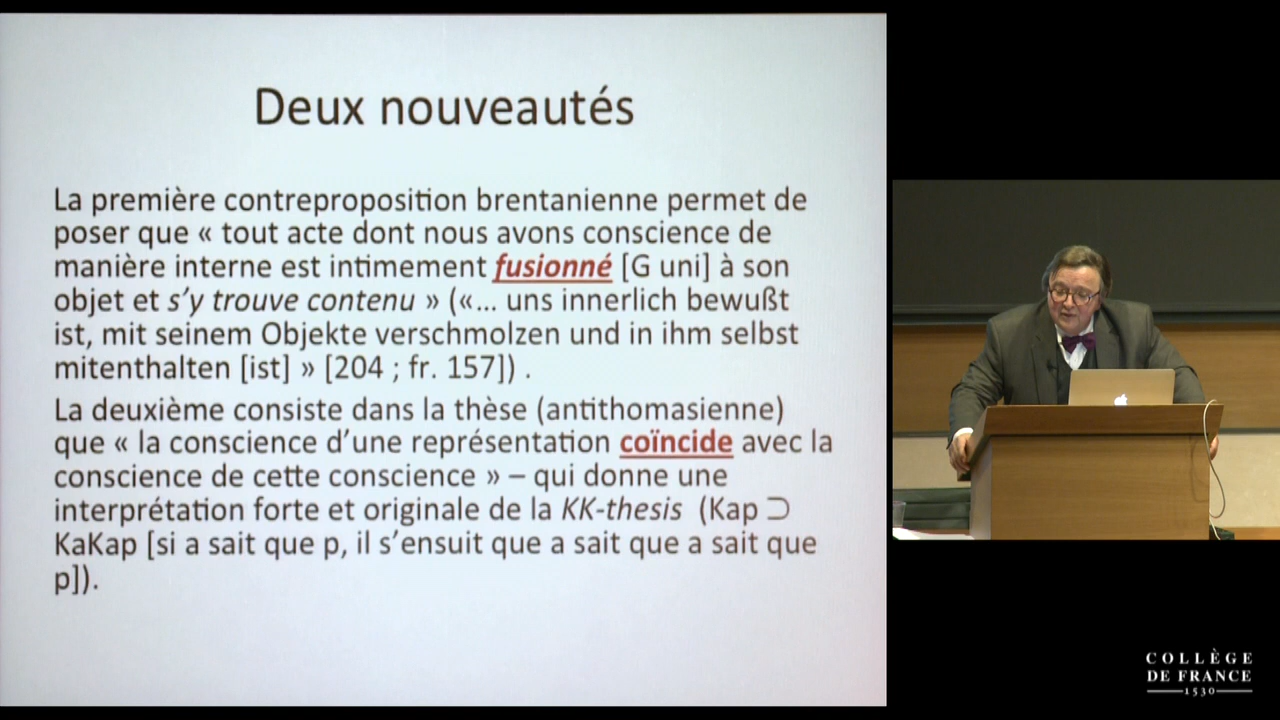 Deux nouveautés
La première contreproposition brentanienne permet de
poser que « tout acte dont nous avons conscience de
manière interne est intimement fusionné [G uni] à son
objet et s’y trouve contenu » («... uns innerlich bewußt
ist, mit seinem Objekte verschmolzen und in ihm selbst
mitenthalten [ist] » [204 ; fr. 157]) .
La deuxième consiste dans la thèse (antithomasienne)
que « la conscience d’une représentation coïncide avec la
conscience de cette conscience » – qui donne une
interprétation forte et originale de la KK-thesis (Kap ⊃
KaKap [si a sait que p, il s’ensuit que a sait que a sait que
p]).
COLLÈGE
DE FRANCE
1530